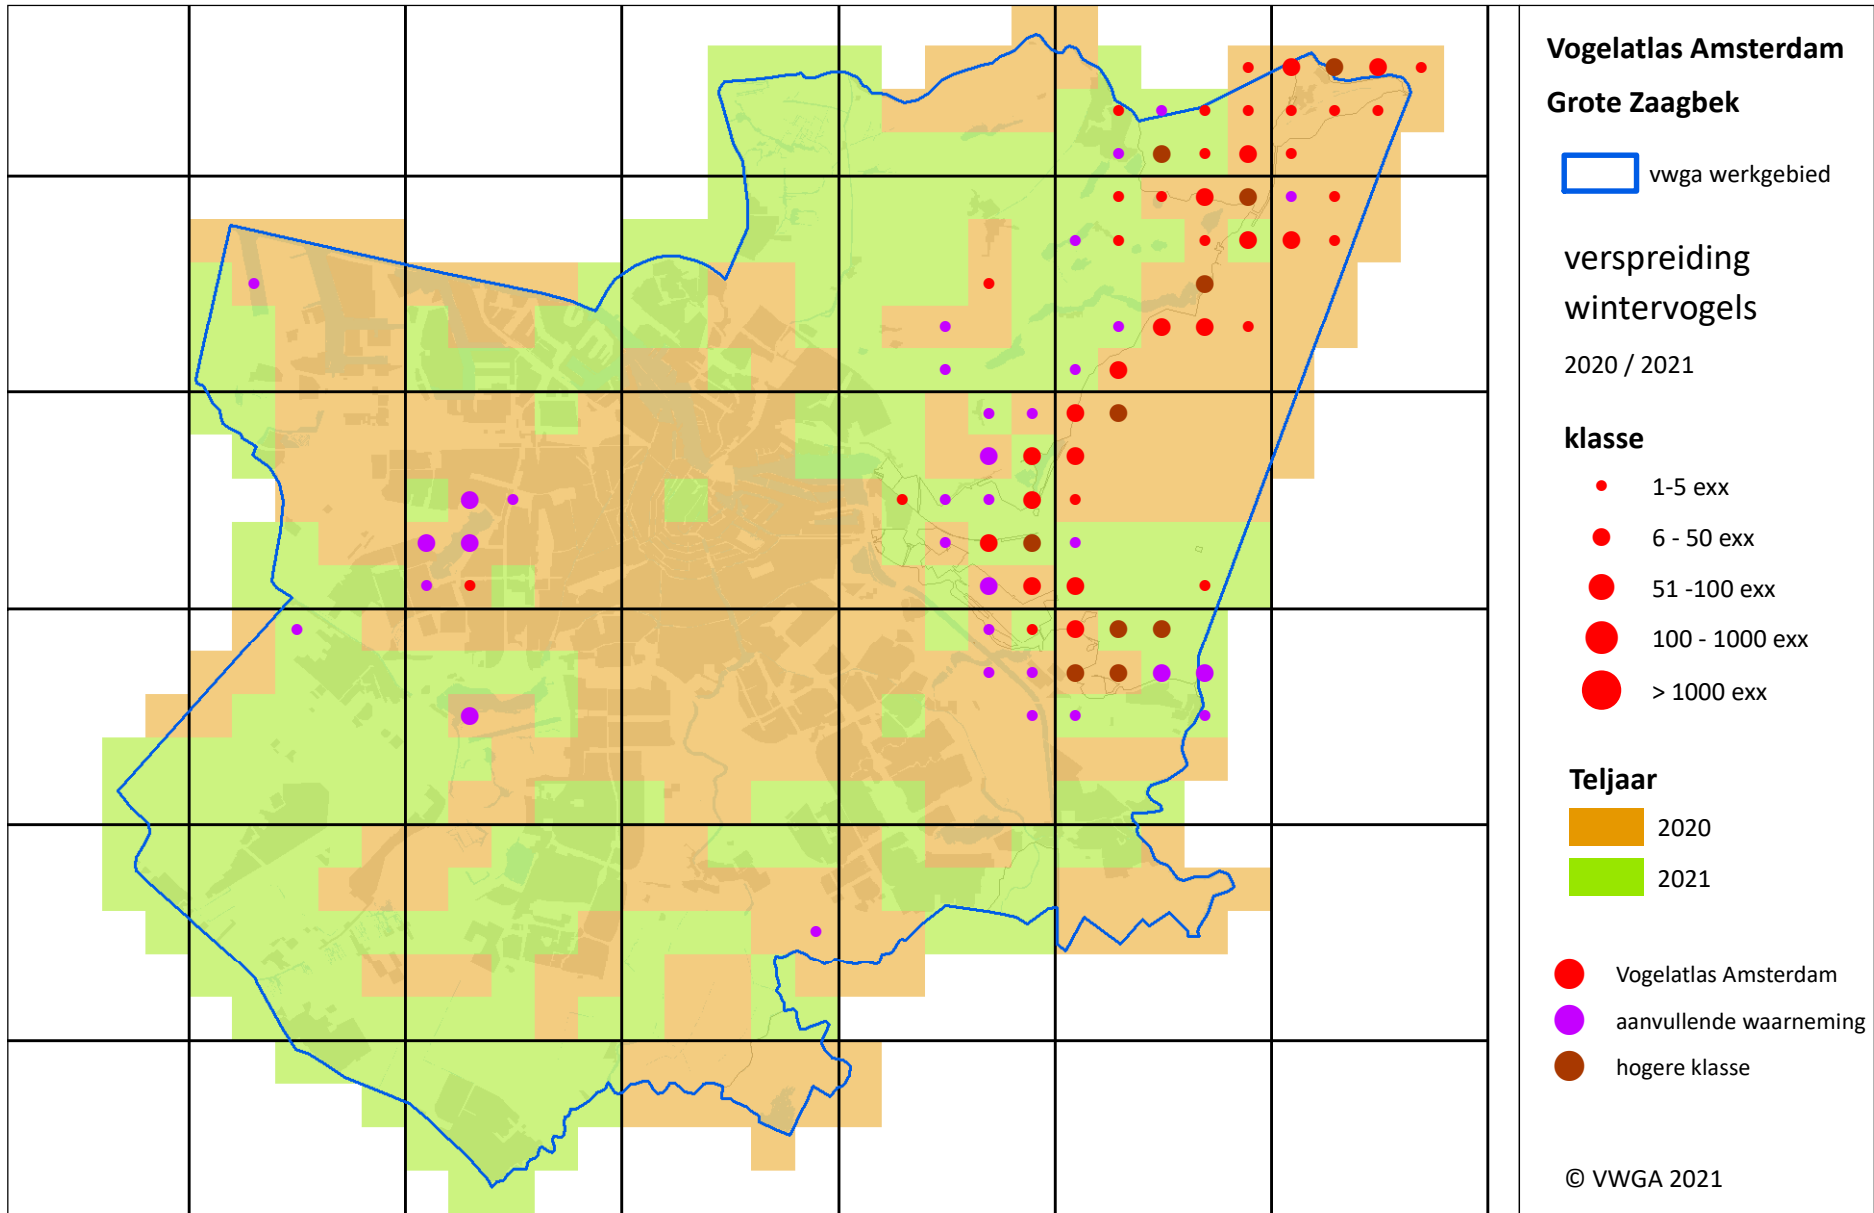 Vogelatlas Amsterdam
Grote Zaagbek
vwga werkgebied
verspreiding
wintervogels
2020 / 2021
klasse
1-5 exx
6 - 50 exx
51 -100 exx
100 - 1000 exx
> 1000 exx
Teljaar
2020
2021
Vogelatlas Amsterdam
aanvullende waarneming
hogere klasse
© VWGA 2021